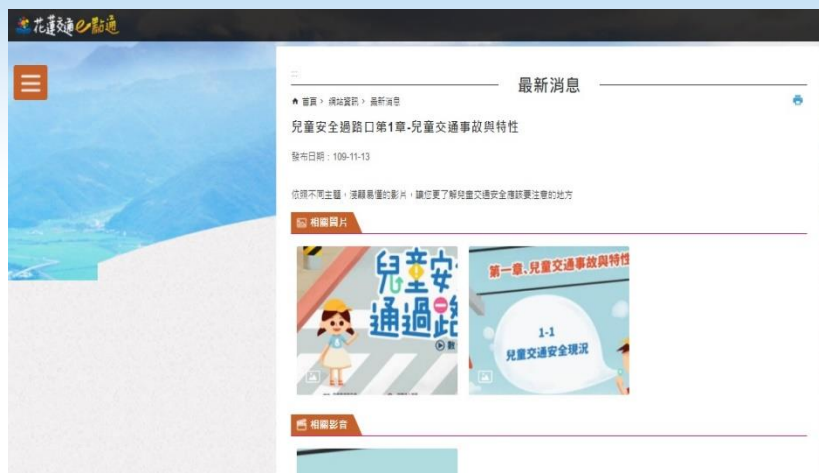 花蓮交通e點通
:::
最新消息
首頁 › 網站資訊 › 最新消息
兒童安全過路口第1章-兒童交通事故與特性
發布日期：109-11-13
依照不同主題，淺顯易懂的影片，讓您更了解兒童交通安全應該要注意的地方
相關圖片
兒童安
通過路
第一章、兒童交通事故與特性
1-1
兒童交通安全現況
相關影音